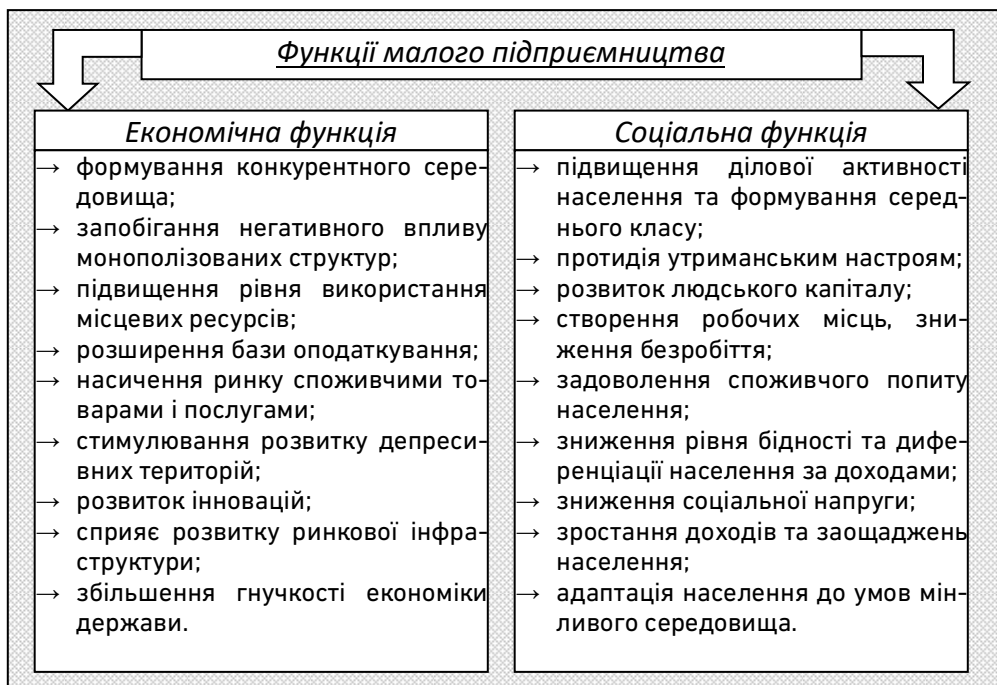 Функції малого підприємництва
Економічна функція
→ формування конкурентного сере-
довища;
→ запобігання негативного впливу
монополізованих структур;
→ підвищення рівня використання
місцевих ресурсів;
→ розширення бази оподаткування;
→ насичення ринку споживчими то-
варами і послугами;
→ стимулювання розвитку депреси-
вних територій;
→ розвиток інновацій;
→ сприяє розвитку ринкової інфра-
структури;
→ збільшення гнучкості економіки
держави.
Соціальна функція
→ підвищення ділової активності
населення та формування серед-
нього класу;
→ протидія утриманським настроям;
→ розвиток людського капіталу;
→ створення робочих місць, зни-
ження безробіття;
→ задоволення споживчого попиту
населення;
→ зниження рівня бідності та дифе-
ренціації населення за доходами;
→ зниження соціальної напруги;
→ зростання доходів та заощаджень
населення;
→ адаптація населення до умов мін-
ливого середовища.